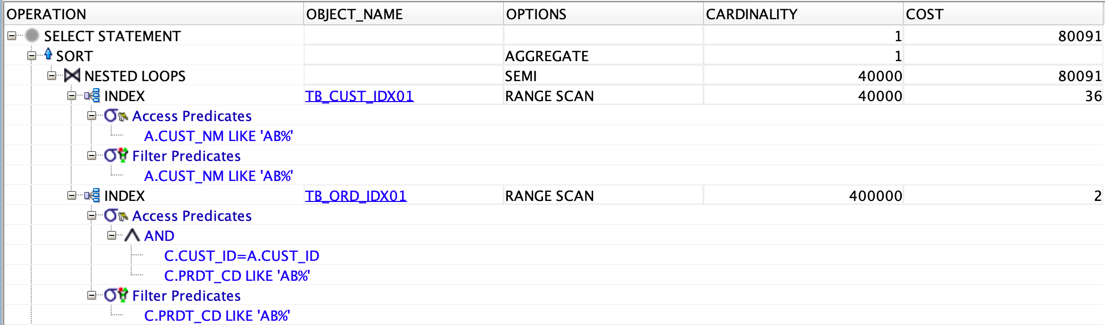 OPERATION OBJECT_NAME OPTIONS CARDINALITY COST
SELECT STATEMENT 1 80091
SORT AGGREGATE 1
NESTED LOOPS SEMI 40000 80091
INDEX TB_CUST_IDX01 RANGE SCAN 40000 36
Access Predicates
A.CUST_NM LIKE 'AB%'
Filter Predicates
A.CUST_NM LIKE 'AB%'
INDEX TB_ORD_IDX01 RANGE SCAN 400000 2
Access Predicates
AND
C.CUST_ID=A.CUST_ID
C.PRDT_CD LIKE 'AB%'
Filter Predicates
C.PRDT_CD LIKE 'AB%'